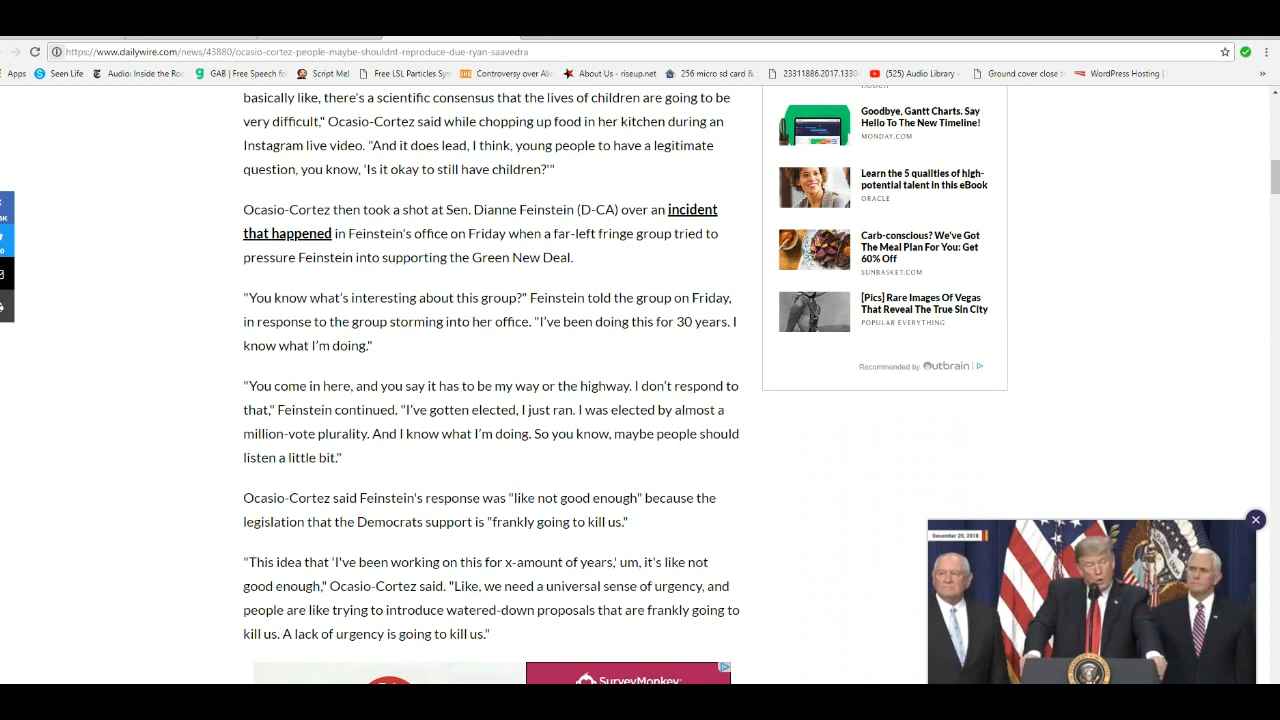 https://www.dailywire.com/news/43880/ocasio-cortez-people-maybe-shouldnt-reproduce-due-ryan-saavedra
Apps Seen Life Audio: Inside the Roc GAB | Free Speech fo Script Me! Free LSL Particles Sys Controversy over Alic About Us - riseup.net 256 micro sd card & 23311886.2017.1330 (525) Audio Library - Ground cover close t WordPress Hosting |
basically like, there's a scientific consensus that the lives of children are going to be
very difficult," Ocasio-Cortez said while chopping up food in her kitchen during an
Instagram live video. "And it does lead, I think, young people to have a legitimate
question, you know, 'Is it okay to still have children?'"
Ocasio-Cortez then took a shot at Sen. Dianne Feinstein (D-CA) over an incident
that happened in Feinstein's office on Friday when a far-left fringe group tried to
pressure Feinstein into supporting the Green New Deal.
"You know what's interesting about this group?" Feinstein told the group on Friday,
in response to the group storming into her office. "I've been doing this for 30 years. I
know what I'm doing."
"You come in here, and you say it has to be my way or the highway. I don't respond to
that," Feinstein continued. "I've gotten elected, I just ran. I was elected by almost a
million-vote plurality. And I know what I'm doing. So you know, maybe people should
listen a little bit."
Ocasio-Cortez said Feinstein's response was "like not good enough" because the
legislation that the Democrats support is "frankly going to kill us."
"This idea that 'I've been working on this for x-amount of years,' um, it's like not
good enough," Ocasio-Cortez said. "Like, we need a universal sense of urgency, and
people are like trying to introduce watered-down proposals that are frankly going to
kill us. A lack of urgency is going to kill us."
SurveyMonkey:
Goodbye, Gantt Charts. Say
Hello To The New Timeline!
MONDAY.COM
Learn the 5 qualities of high-
potential talent in this eBook
ORACLE
Carb-conscious? We've Got
The Meal Plan For You: Get
60% Off
SUNBASKET.COM
[Pics] Rare Images Of Vegas
That Reveal The True Sin City
POPULAR EVERYTHING
Recommended by Outbrain
December 20, 2018